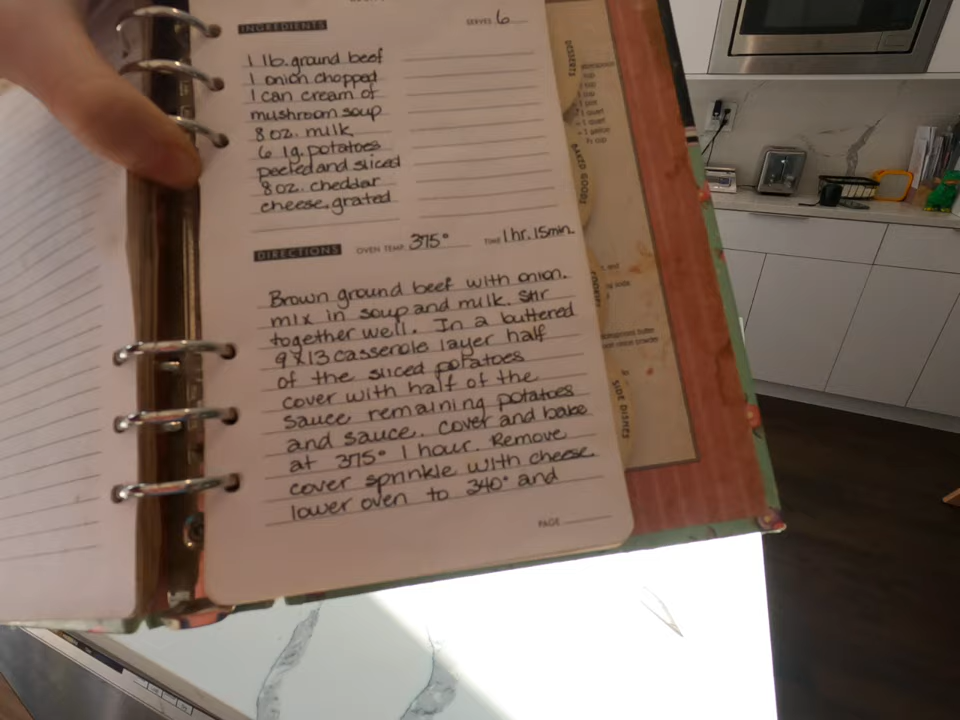 INGREDIENTS SERVES 6
1 lb. ground beef
1 onion chopped
1 can cream of
mushroom soup
8 oz. milk
6 lg. potatoes
peeled and sliced
8 oz. cheddar
cheese, grated
DIRECTIONS OVEN TEMP. 375° TIME 1 hr. 15min.
Brown ground beef with onion.
mix in soup and milk. Stir
together well. In a buttered
9x13 casserole layer half
of the sliced potatoes
cover with half of the
sauce remaining potatoes
and sauce. Cover and bake
at 375° 1 hour. Remove
cover sprinkle with cheese.
lower oven to 340° and
PAGE
DESSERTS
BAKED GOODS
COOKIES
SIDE DISHES